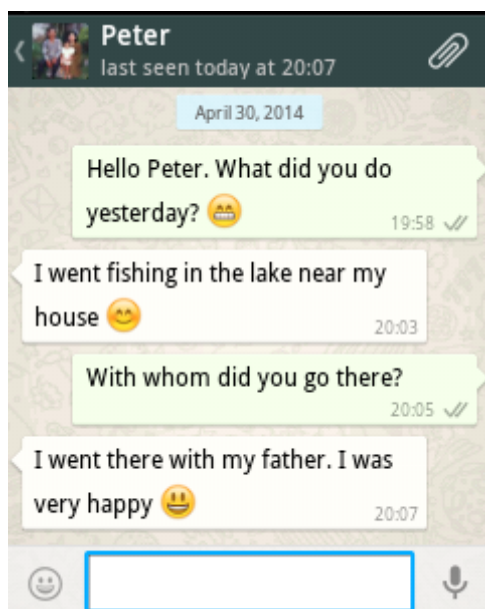 Peter
last seen today at 20:07
April 30, 2014
Hello Peter. What did you do
yesterday? 😁
19:58
I went fishing in the lake near my
house 😊
20:03
With whom did you go there?
20:05
I went there with my father. I was
very happy 😃
20:07